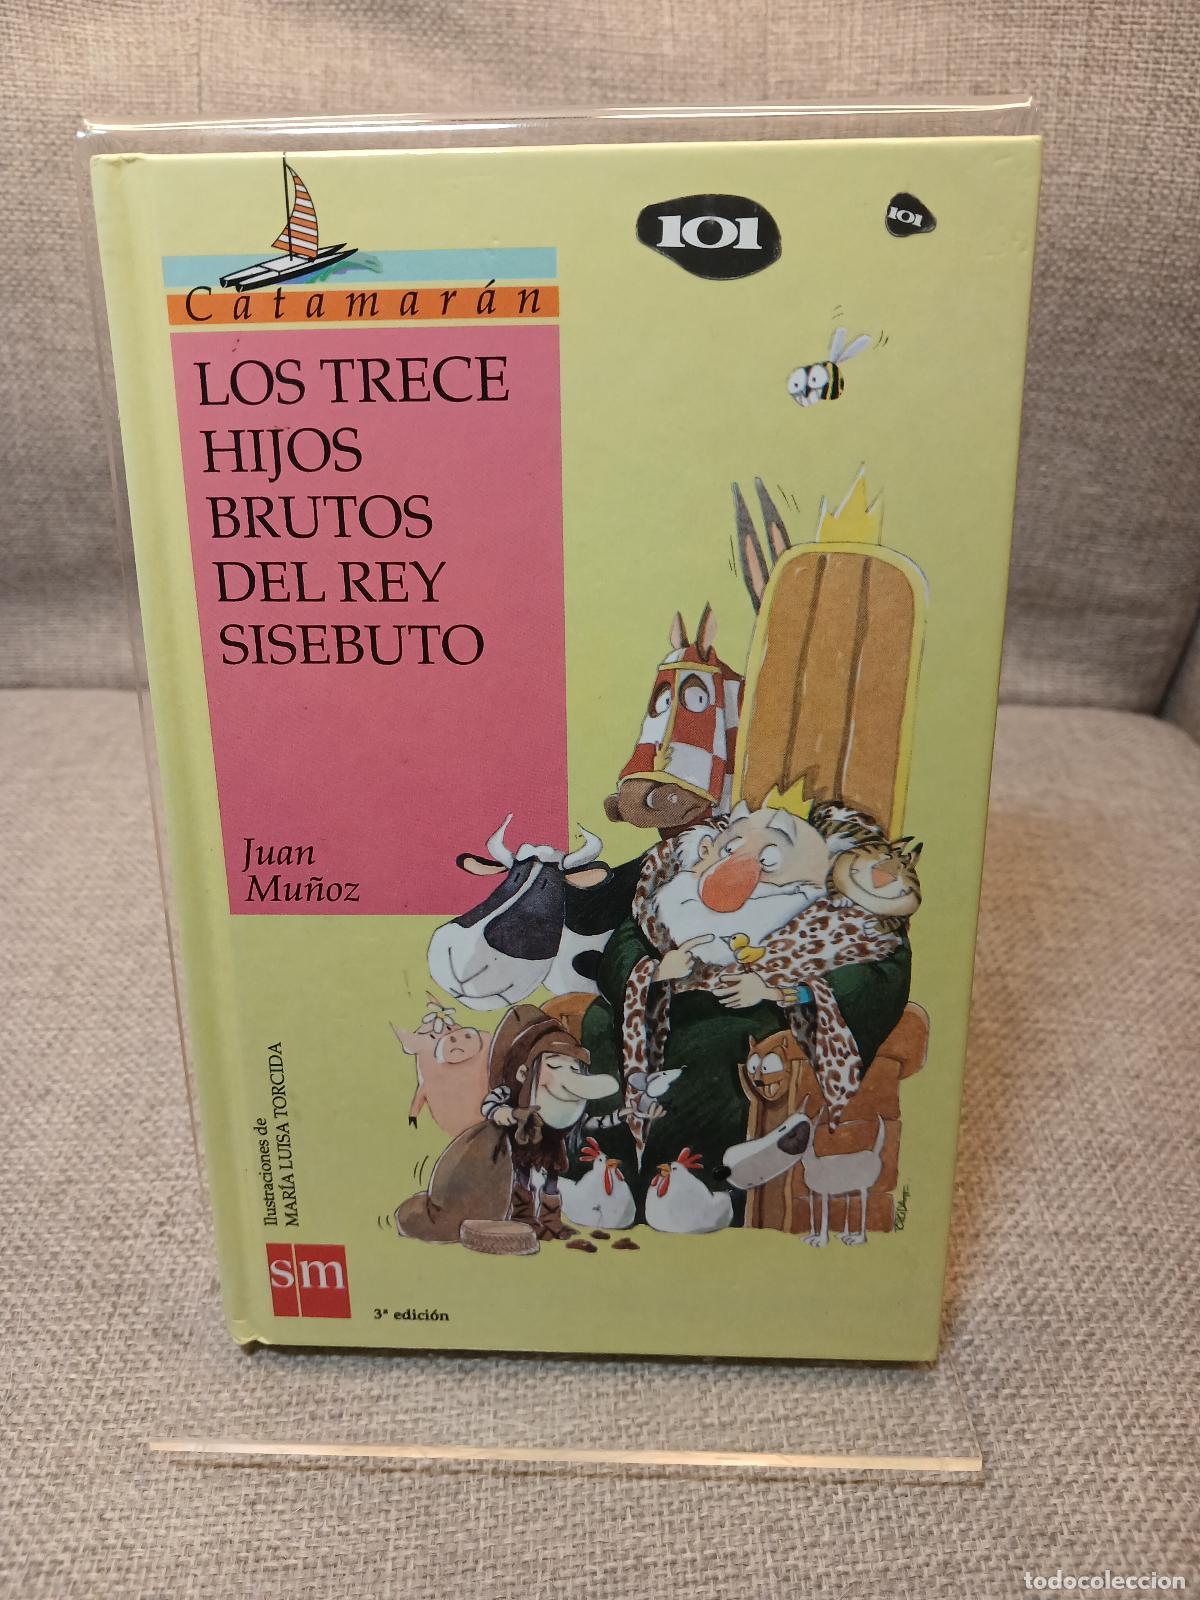 101
101
Catamarán
LOS TRECE
HIJOS
BRUTOS
DEL REY
SISEBUTO
Juan
Muñoz
Ilustraciones de
MARÍA LUISA TORCIDA
sm
3ª edición
todocoleccion